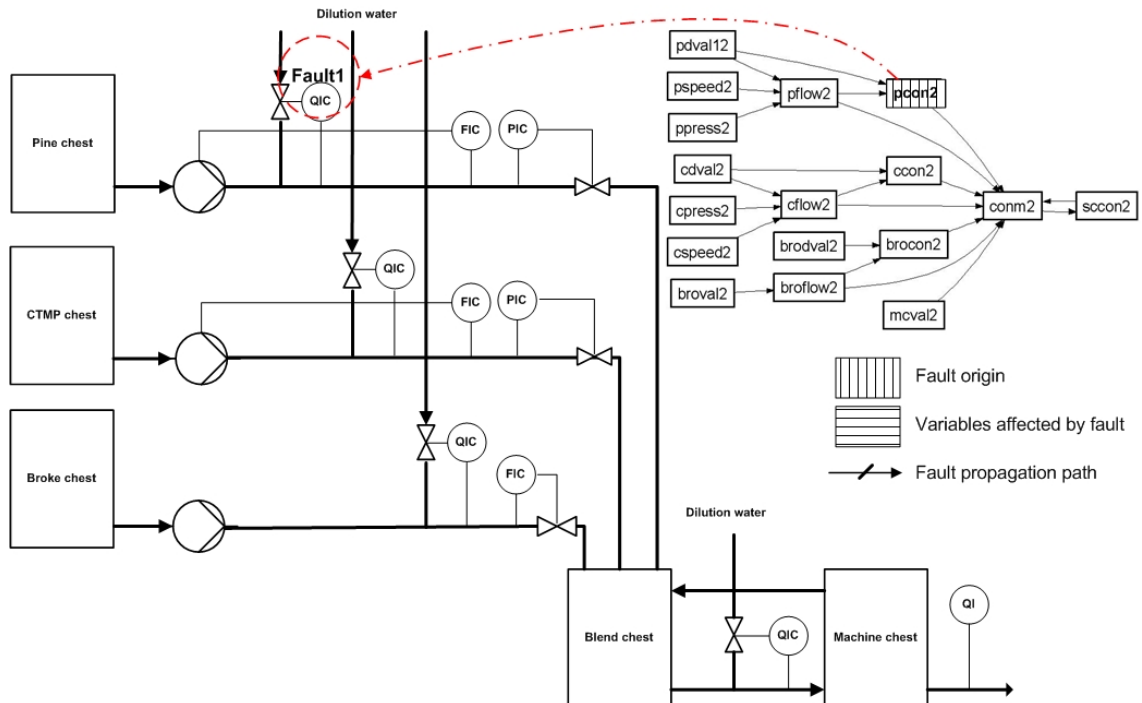 Dilution water
Fault1
QIC
Pine chest
FIC
PIC
pdval12
pspeed2
pflow2
pcon2
ppress2
cdval2
ccon2
cpress2
cflow2
conm2
sccon2
cspeed2
brodval2
brocon2
broval2
broflow2
mcval2
QIC
CTMP chest
FIC
PIC
Fault origin
Variables affected by fault
Fault propagation path
Broke chest
QIC
FIC
Dilution water
Blend chest
QIC
Machine chest
QI